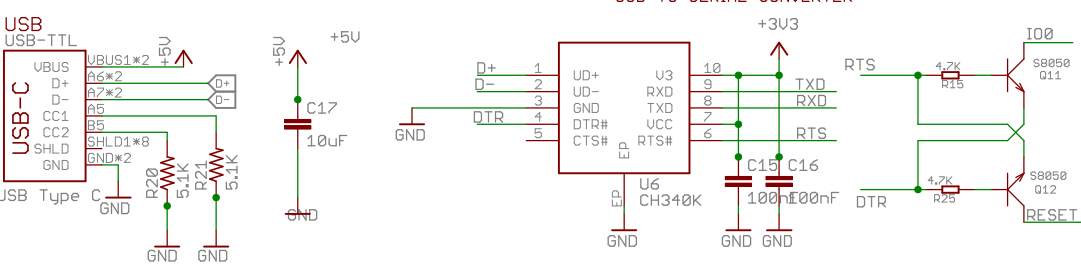 USB TO SERIAL CONVERTER
USB
USB-TTL
USB-C
VBUS
D+
D-
CC1
CC2
SHLD
GND
VBUS1*2
A6*2
A7*2
A5
B5
SHLD1*8
GND*2
+5V
D+
D-
USB Type C
GND
R20
5.1K
R21
5.1K
GND
GND
+5V
+5V
C17
10uF
GND
D+
D-
GND
DTR
1
2
3
4
5
UD+
UD-
GND
DTR#
CTS#
V3
RXD
TXD
VCC
RTS#
EP
10
9
8
7
6
U6
CH340K
EP
GND
+3V3
TXD
RXD
RTS
C15
C16
100nF
100nF
GND
GND
RTS
4.7K
R15
IO0
S8050
Q11
DTR
4.7K
R25
S8050
Q12
RESET